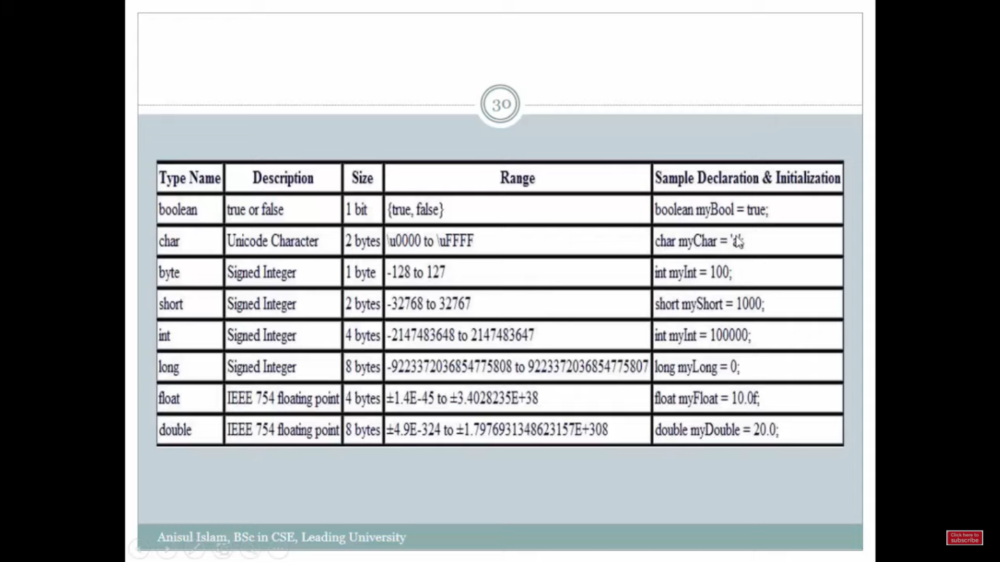 30
Type Name Description Size Range Sample Declaration & Initialization
boolean true or false 1 bit {true, false} boolean myBool = true;
char Unicode Character 2 bytes \u0000 to \uFFFF char myChar =
byte Signed Integer 1 byte -128 to 127 int myInt = 100;
short Signed Integer 2 bytes -32768 to 32767 short myShort = 1000;
int Signed Integer 4 bytes -2147483648 to 2147483647 int myInt = 100000;
long Signed Integer 8 bytes -9223372036854775808 to 9223372036854775807 long myLong = 0;
float IEEE 754 floating point 4 bytes ±1.4E-45 to ±3.4028235E+38 float myFloat = 10.0f;
double IEEE 754 floating point 8 bytes ±4.9E-324 to ±1.7976931348623157E+308 double myDouble = 20.0;
Anisul Islam, BSc in CSE, Leading University
Click here to
subscribe